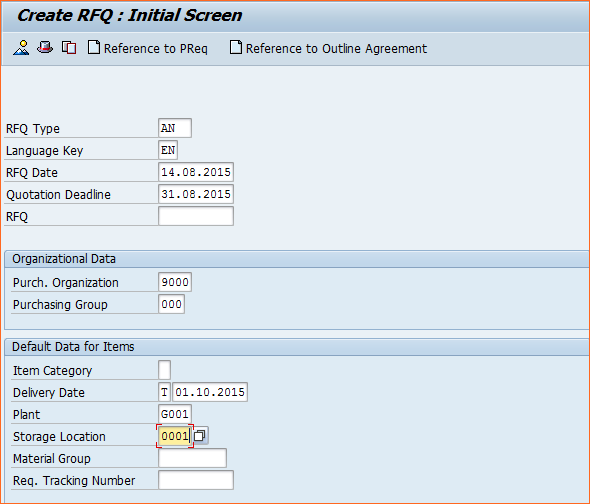 Create RFQ : Initial Screen
Reference to PReq Reference to Outline Agreement
RFQ Type AN
Language Key EN
RFQ Date 14.08.2015
Quotation Deadline 31.08.2015
RFQ
Organizational Data
Purch. Organization 9000
Purchasing Group 000
Default Data for Items
Item Category
Delivery Date T 01.10.2015
Plant G001
Storage Location 0001
Material Group
Req. Tracking Number